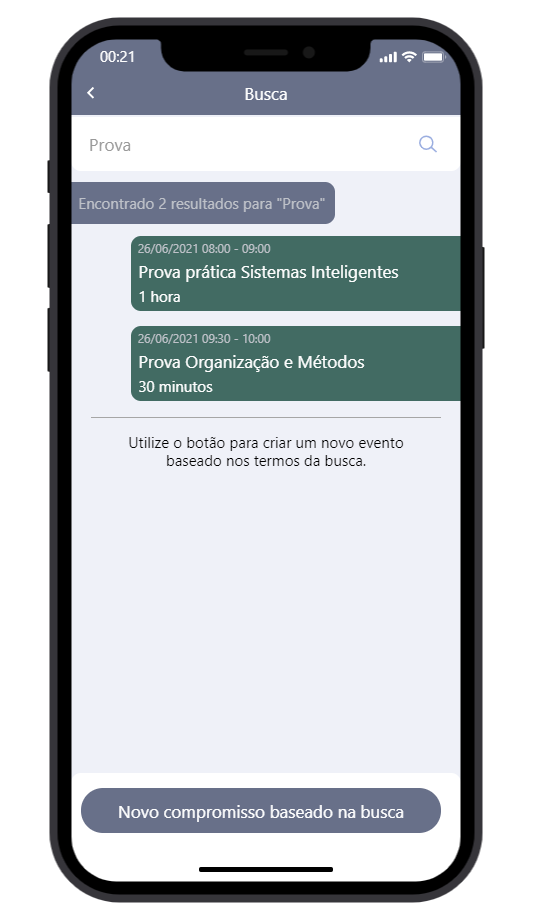 00:21
Busca
Prova
Encontrado 2 resultados para "Prova"
26/06/2021 08:00 - 09:00
Prova prática Sistemas Inteligentes
1 hora
26/06/2021 09:30 - 10:00
Prova Organização e Métodos
30 minutos
Utilize o botão para criar um novo evento
baseado nos termos da busca.
Novo compromisso baseado na busca